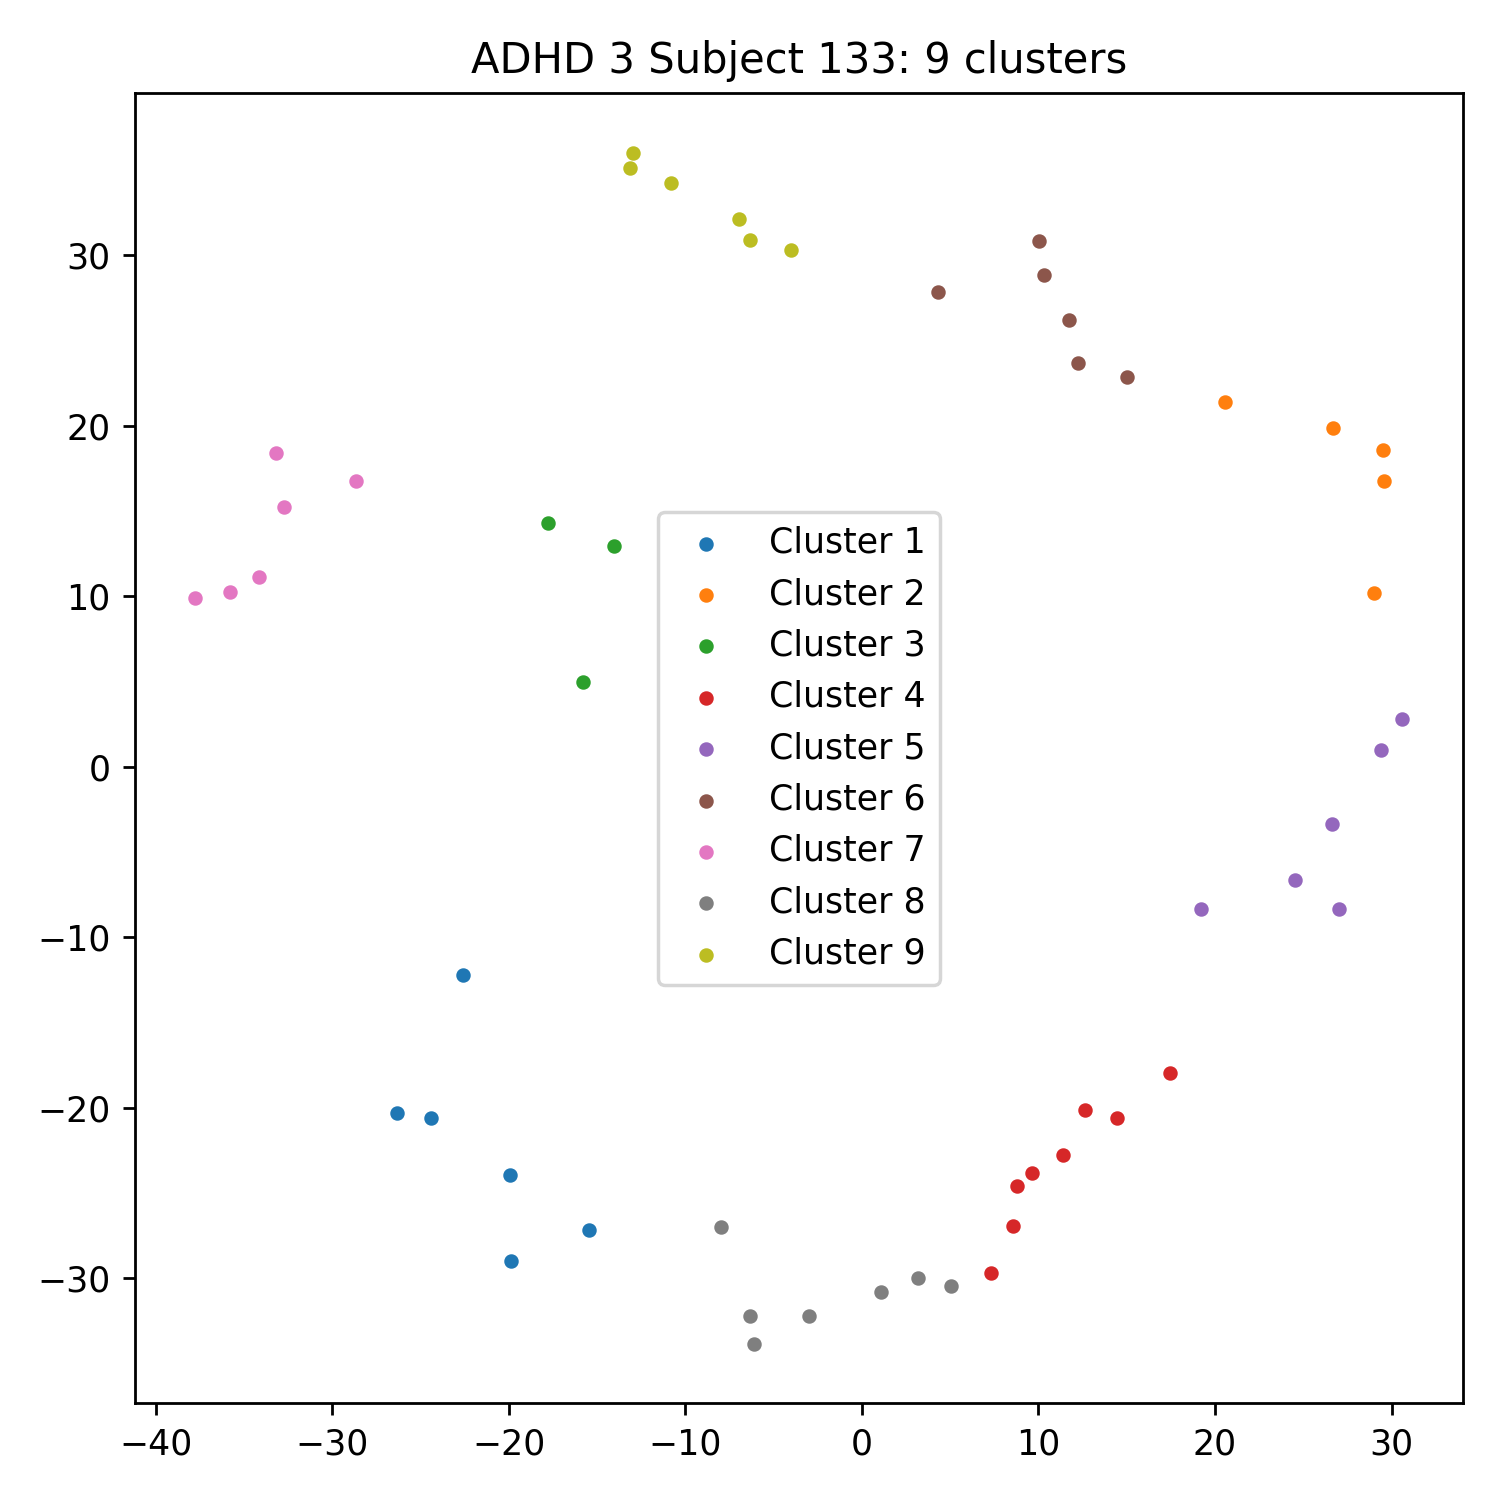 ADHD 3 Subject 133: 9 clusters
30
20
10
0
−10
−20
−30
Cluster 1
Cluster 2
Cluster 3
Cluster 4
Cluster 5
Cluster 6
Cluster 7
Cluster 8
Cluster 9
−40 −30 −20 −10 0 10 20 30